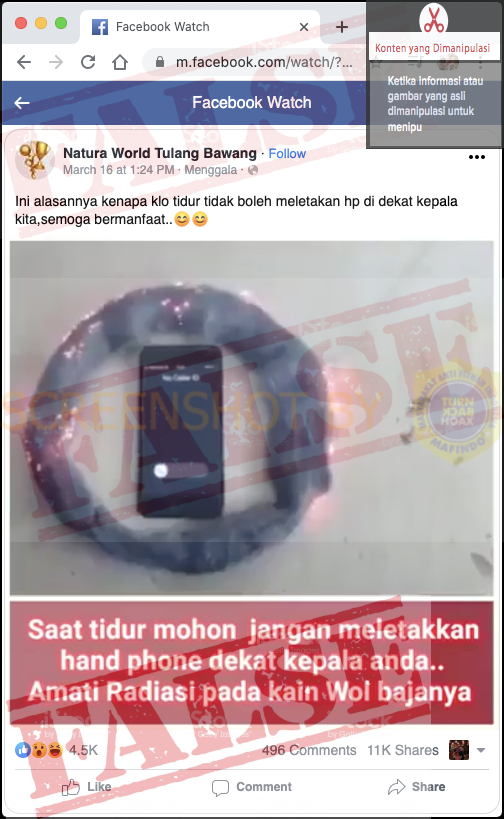 Facebook Watch
m.facebook.com/watch/?...
Konten yang Dimanipulasi
Ketika informasi atau
gambar yang asli
dimanipulasi untuk
menipu
Facebook Watch
Natura World Tulang Bawang · Follow
March 16 at 1:24 PM · Menggala ·
Ini alasannya kenapa klo tidur tidak boleh meletakan hp di dekat kepala
kita,semoga bermanfaat..😊😊
No Caller ID
SCREENSHOT BY
TURN
BACK
HOAX
MAFINDO
FALSE
FALSE
FALSE
Saat tidur mohon jangan meletakkan
hand phone dekat kepala anda..
Amati Radiasi pada kain Wol bajanya
4.5K
496 Comments 11K Shares
Like Comment Share